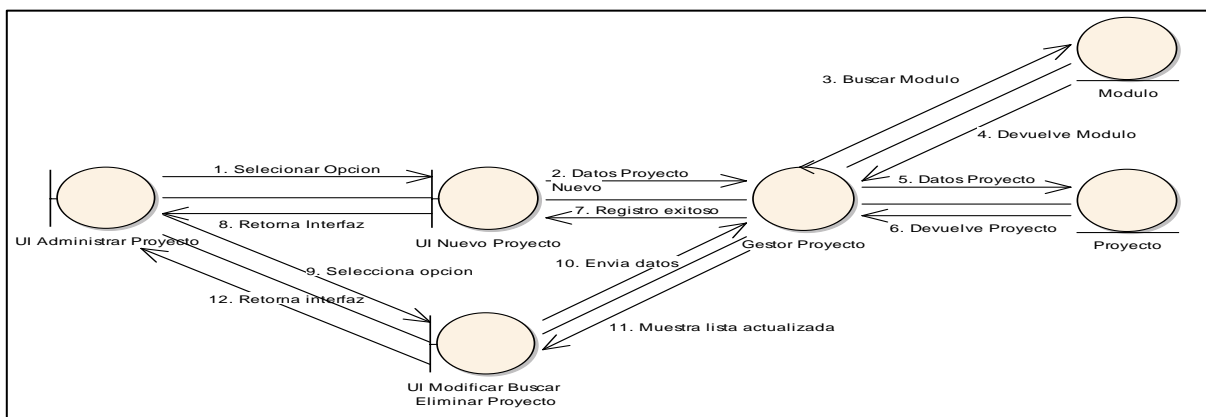 3. Buscar Modulo
Modulo
4. Devuelve Modulo
1. Selecionar Opcion
2. Datos Proyecto
Nuevo
5. Datos Proyecto
8. Retorna Interfaz
7. Registro exitoso
6. Devuelve Proyecto
UI Administrar Proyecto
UI Nuevo Proyecto
Gestor Proyecto
Proyecto
9. Selecciona opcion
10. Envia datos
12. Retorna interfaz
11. Muestra lista actualizada
UI Modificar Buscar
Eliminar Proyecto